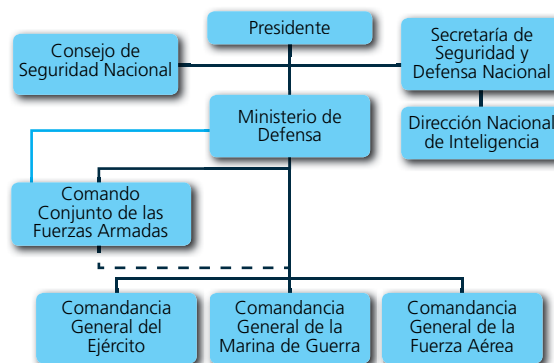 Presidente
Consejo de
Seguridad Nacional
Secretaría de
Seguridad y
Defensa Nacional
Ministerio de
Defensa
Dirección Nacional
de Inteligencia
Comando
Conjunto de las
Fuerzas Armadas
Comandancia
General del
Ejército
Comandancia
General de la
Marina de Guerra
Comandancia
General de la
Fuerza Aérea